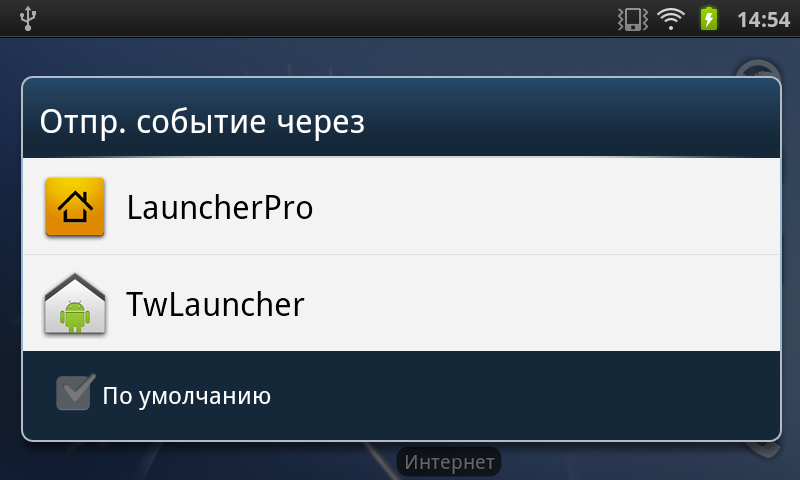 14:54
Отпр. событие через
LauncherPro
TwLauncher
По умолчанию
Интернет